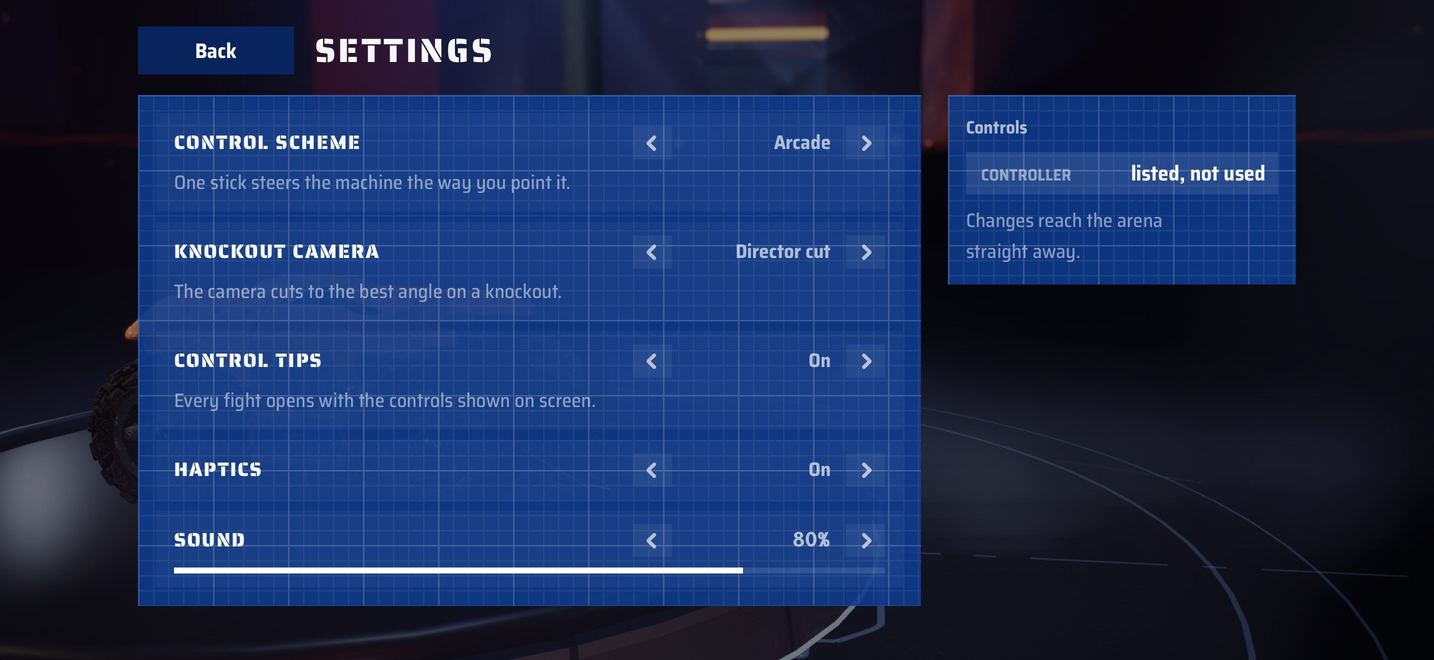 Back
SETTINGS
CONTROL SCHEME
Arcade
One stick steers the machine the way you point it.
KNOCKOUT CAMERA
Director cut
The camera cuts to the best angle on a knockout.
CONTROL TIPS
On
Every fight opens with the controls shown on screen.
HAPTICS
On
SOUND
80%
Controls
CONTROLLER
listed, not used
Changes reach the arena
straight away.